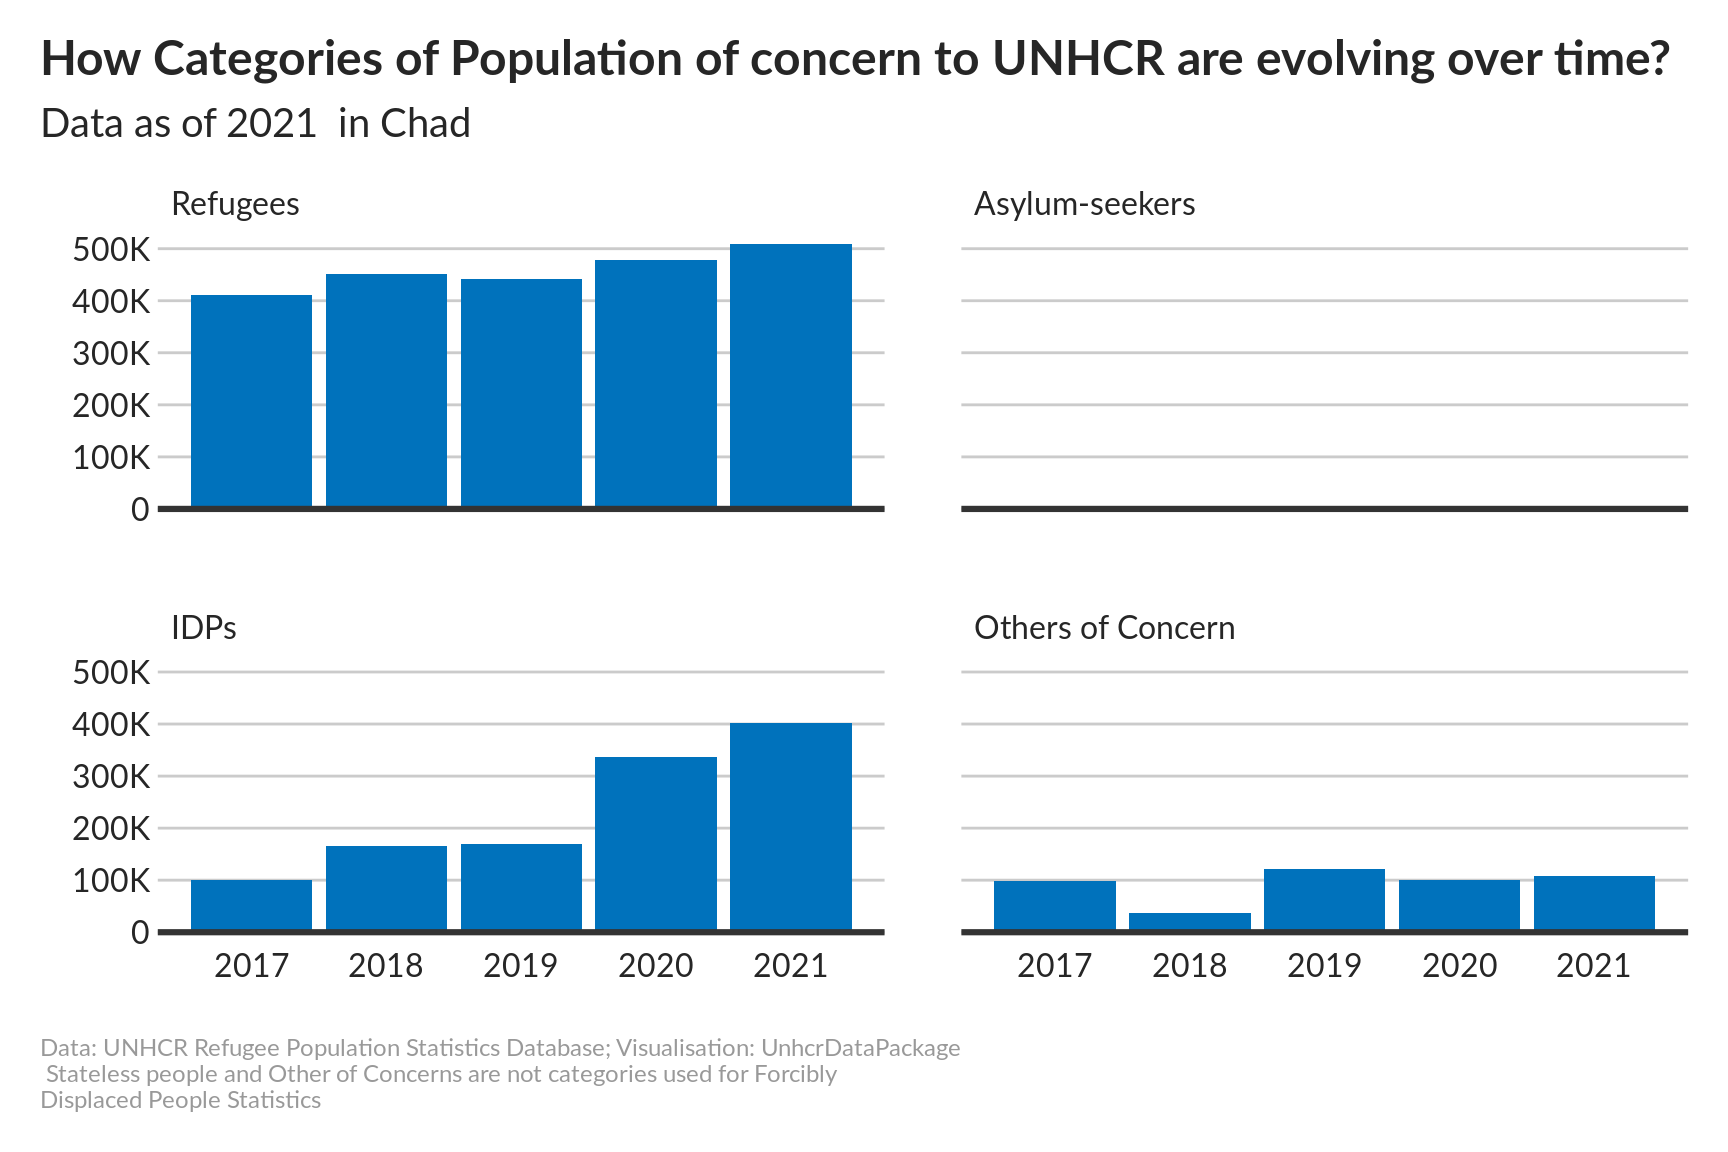 How Categories of Population of concern to UNHCR are evolving over time?
Data as of 2021  in Chad
Refugees
500K
400K
300K
200K
100K
0
Asylum-seekers
IDPs
500K
400K
300K
200K
100K
0
2017 2018 2019 2020 2021
Others of Concern
2017 2018 2019 2020 2021
Data: UNHCR Refugee Population Statistics Database; Visualisation: UnhcrDataPackage
Stateless people and Other of Concerns are not categories used for Forcibly
Displaced People Statistics